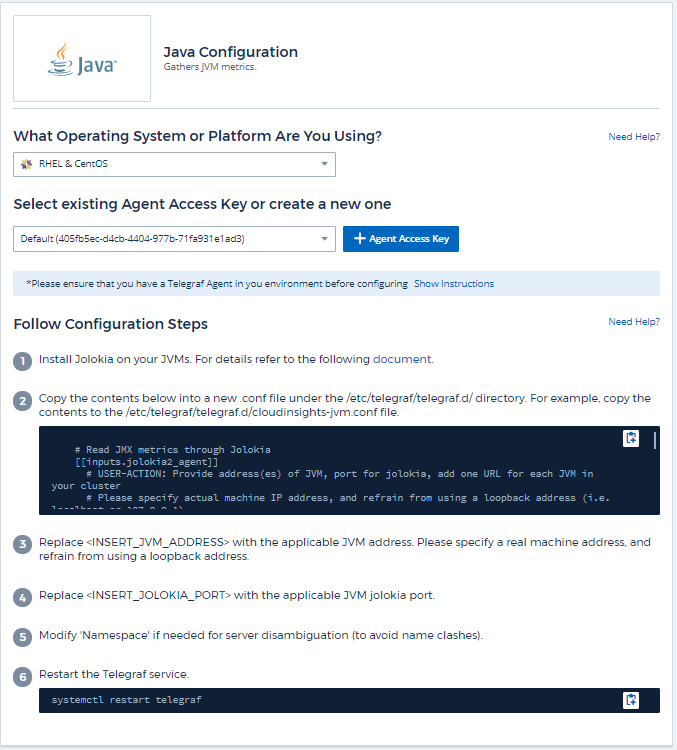 Java
Java Configuration
Gathers JVM metrics.
What Operating System or Platform Are You Using?
Need Help?
RHEL & CentOS
Select existing Agent Access Key or create a new one
Default (405fb5ec-d4cb-4404-977b-71fa931e1ad3)
+ Agent Access Key
*Please ensure that you have a Telegraf Agent in you environment before configuring Show Instructions
Follow Configuration Steps
Need Help?
1 Install Jolokia on your JVMs. For details refer to the following document.
2 Copy the contents below into a new .conf file under the /etc/telegraf/telegraf.d/ directory. For example, copy the
contents to the /etc/telegraf/telegraf.d/cloudinsights-jvm.conf file.
# Read JMX metrics through Jolokia
[[inputs.jolokia2_agent]]
# USER-ACTION: Provide address(es) of JVM, port for jolokia, add one URL for each JVM in
your cluster
# Please specify actual machine IP address, and refrain from using a loopback address (i.e.
localhost or 127.0.0.1)
3 Replace <INSERT_JVM_ADDRESS> with the applicable JVM address. Please specify a real machine address, and
refrain from using a loopback address.
4 Replace <INSERT_JOLOKIA_PORT> with the applicable JVM jolokia port.
5 Modify 'Namespace' if needed for server disambiguation (to avoid name clashes).
6 Restart the Telegraf service.
systemctl restart telegraf